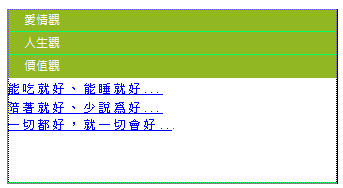 愛情觀
人生觀
價值觀
能吃就好、能睡就好...
陪著就好、少說爲好...
一切都好，就一切會好...